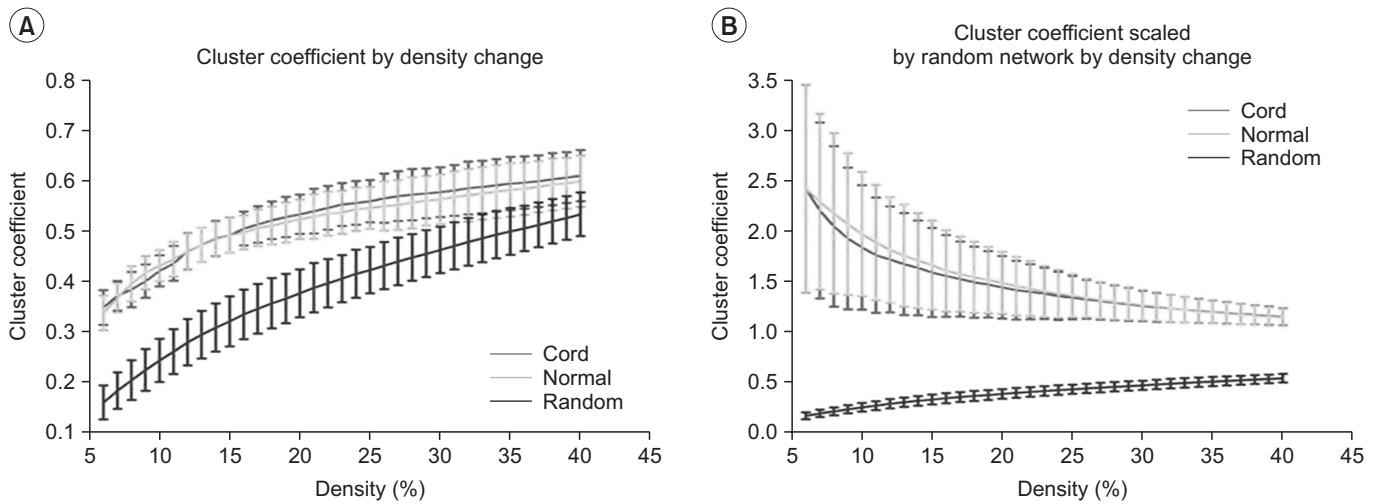 A
Cluster coefficient by density change
0.8
0.7
0.6
0.5
0.4
0.3
0.2
0.1
Cluster coefficient
Cord
Normal
Random
5 10 15 20 25 30 35 40 45
Density (%)
B
Cluster coefficient scaled
by random network by density change
3.5
3.0
2.5
2.0
1.5
1.0
0.5
0.0
Cluster coefficient
Cord
Normal
Random
5 10 15 20 25 30 35 40 45
Density (%)